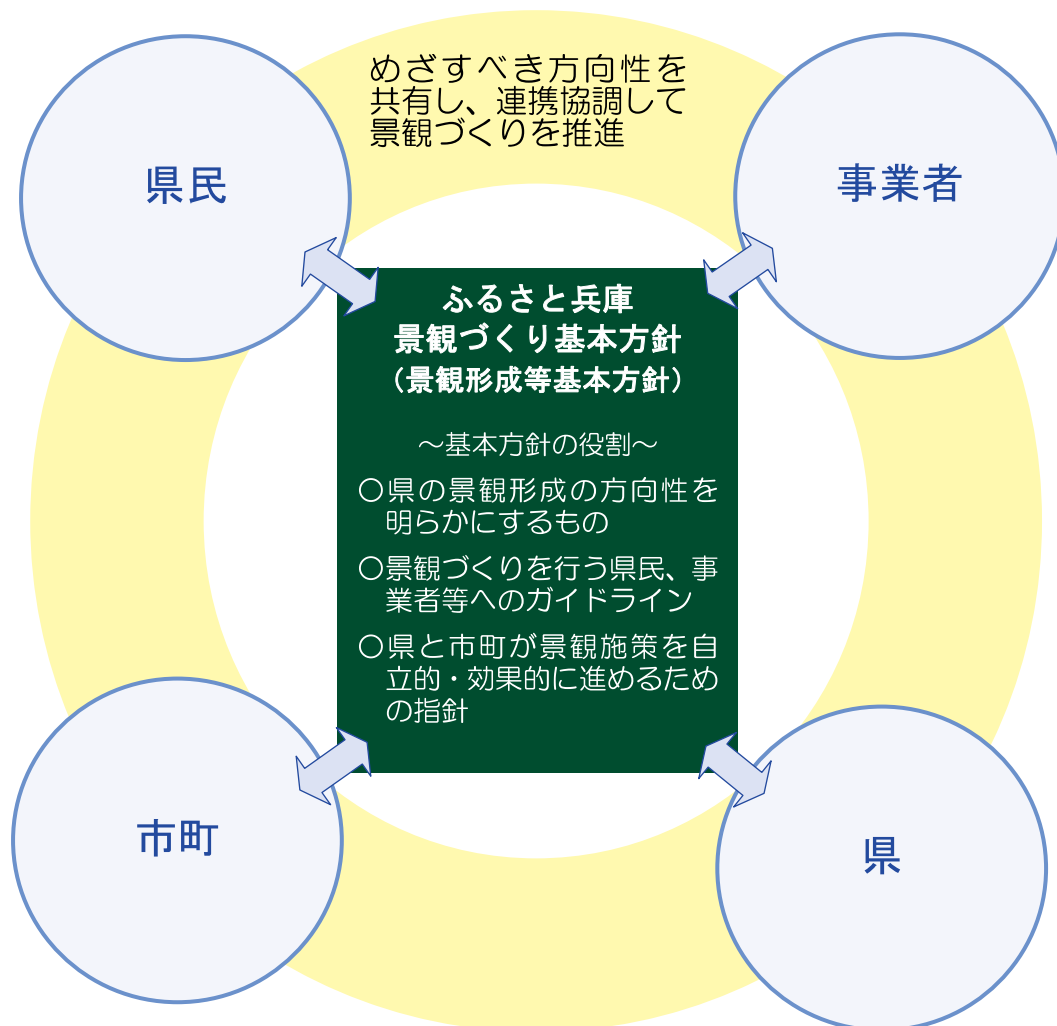 めざすべき方向性を
共有し、連携協調して
景観づくりを推進
県民
事業者
ふるさと兵庫
景観づくり基本方針
（景観形成等基本方針）
～基本方針の役割～
○県の景観形成の方向性を
明らかにするもの
○景観づくりを行う県民、事
業者等へのガイドライン
○県と市町が景観施策を自
立的・効果的に進めるため
の指針
市町
県